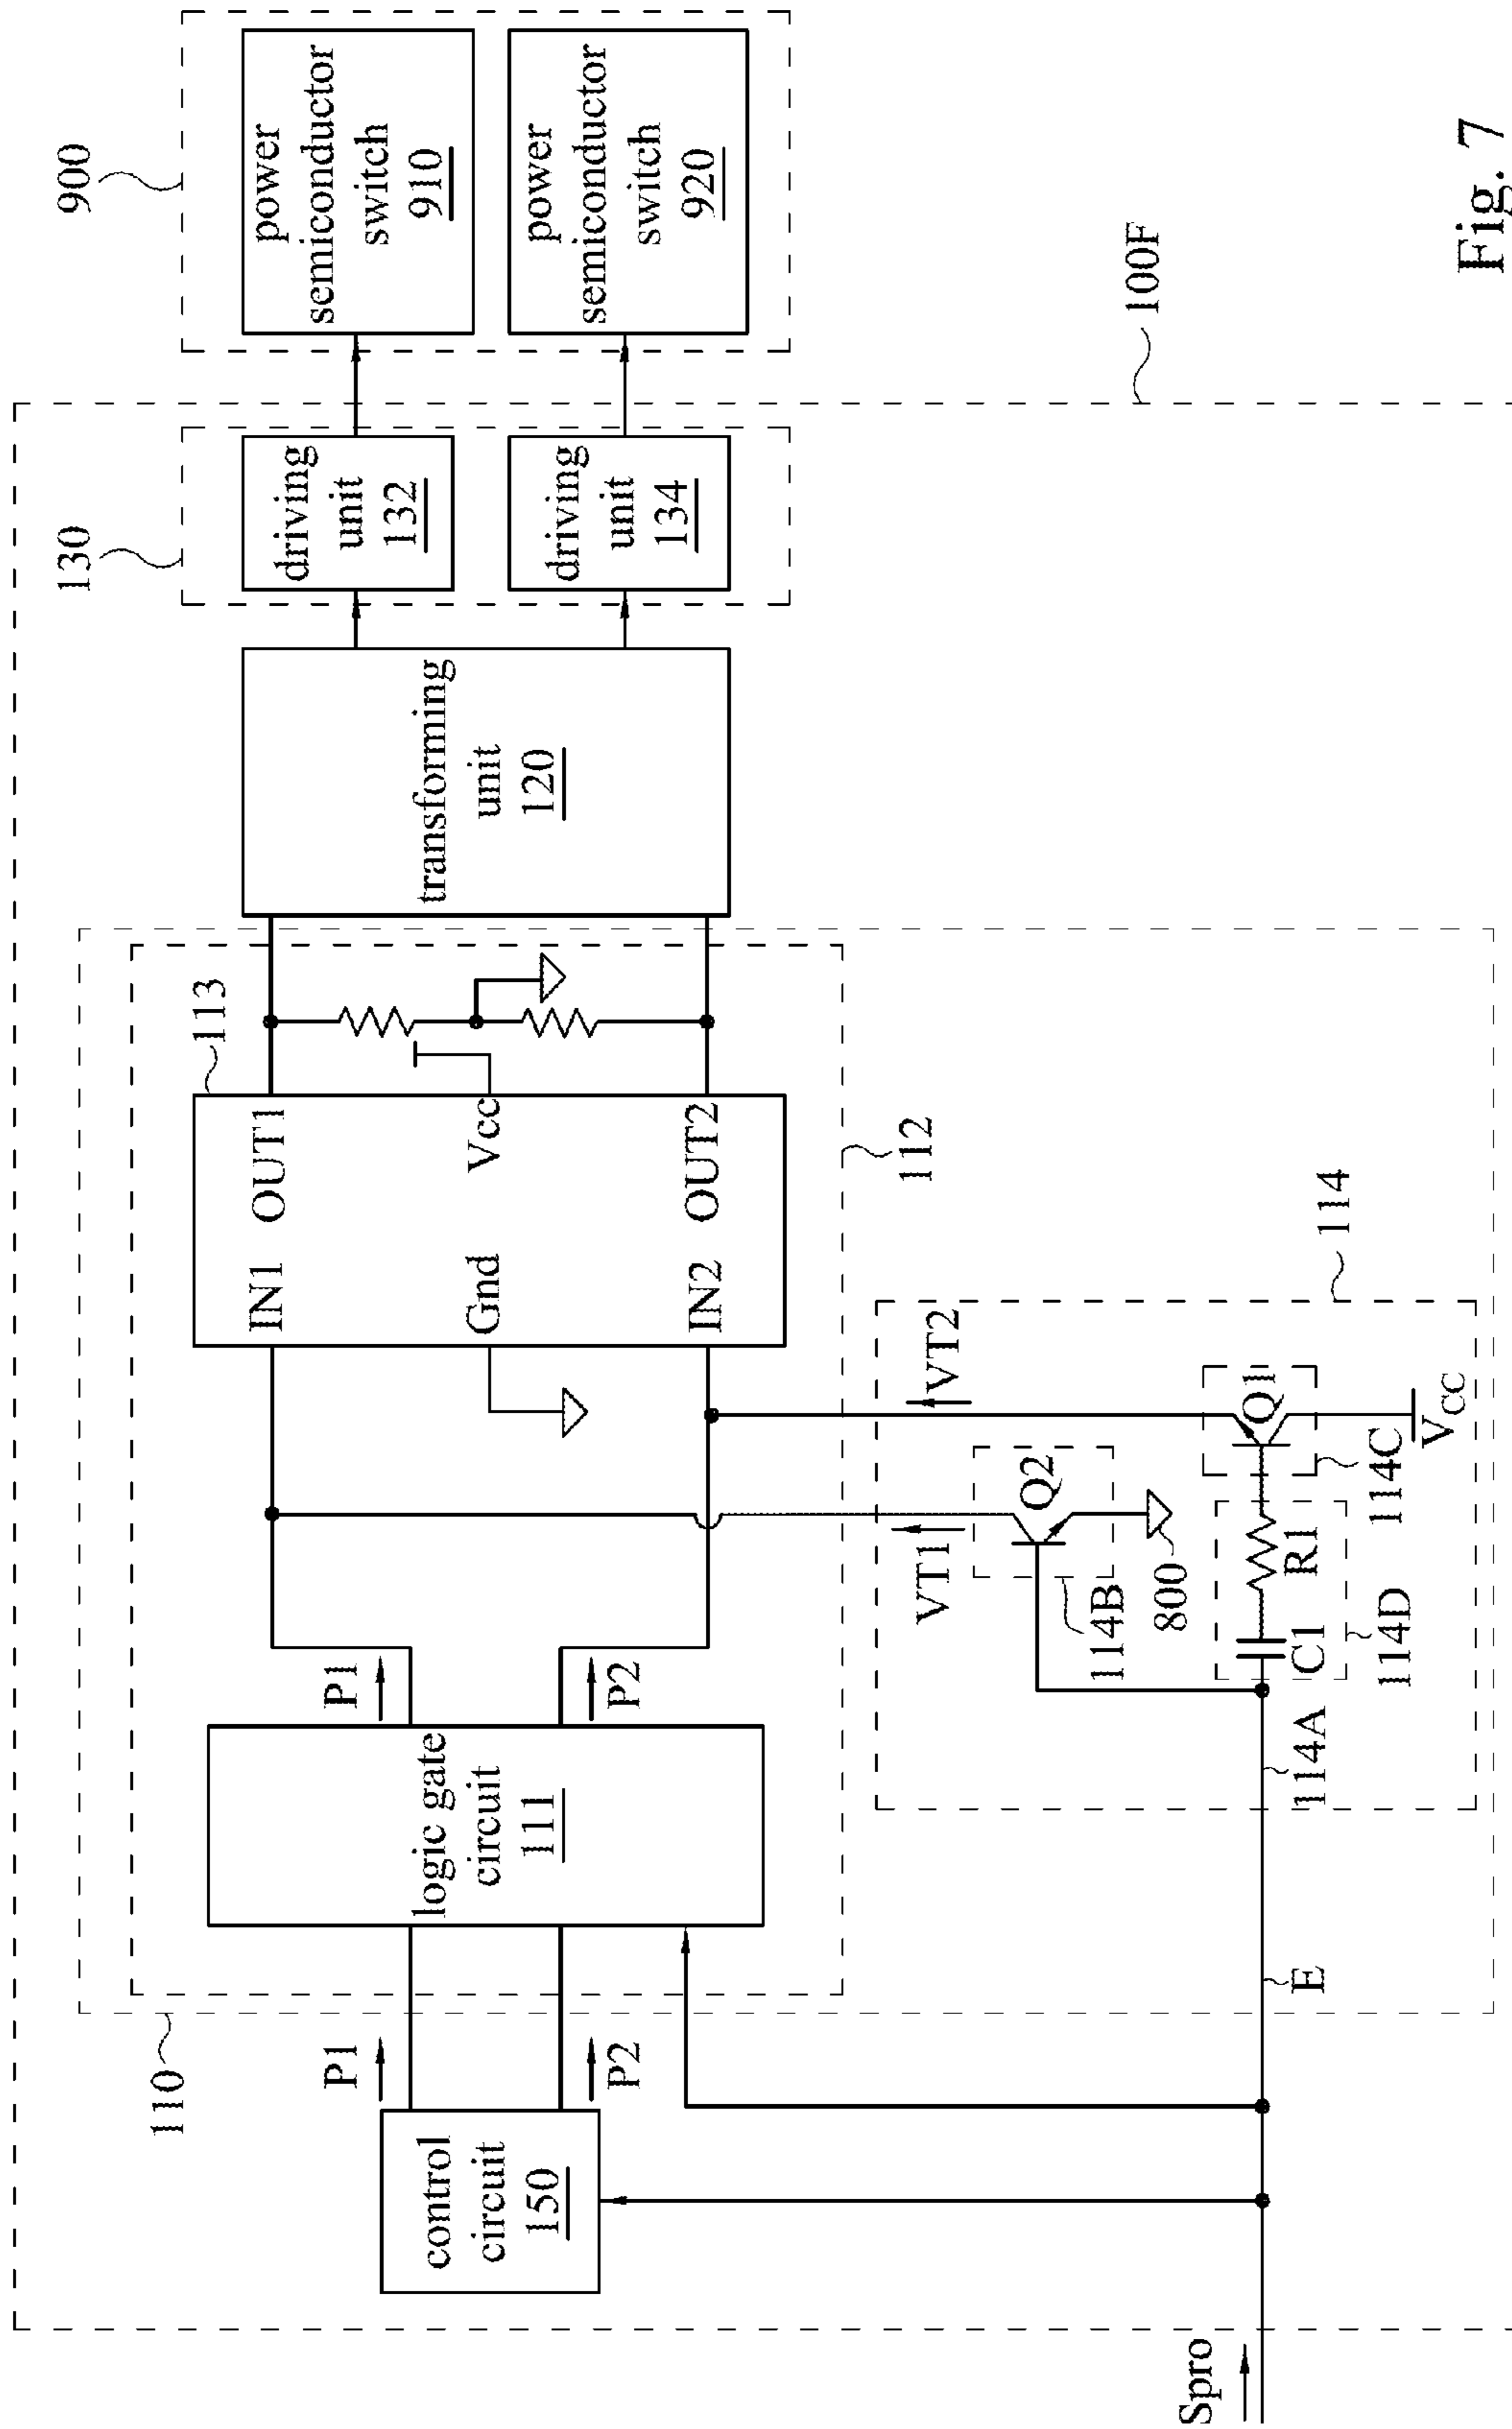 900
power
semiconductor
switch
910
power
semiconductor
switch
920
130
driving
unit
132
driving
unit
134
100F
transforming
unit
120
113
IN1
OUT1
Gnd
Vcc
IN2
OUT2
112
P1
P2
logic gate
circuit
111
110
P1
P2
control
circuit
150
114
VT1
VT2
Q2
114B
800
Q1
114C
VCC
R1
C1
114D
114A
E
Spro
Fig. 7